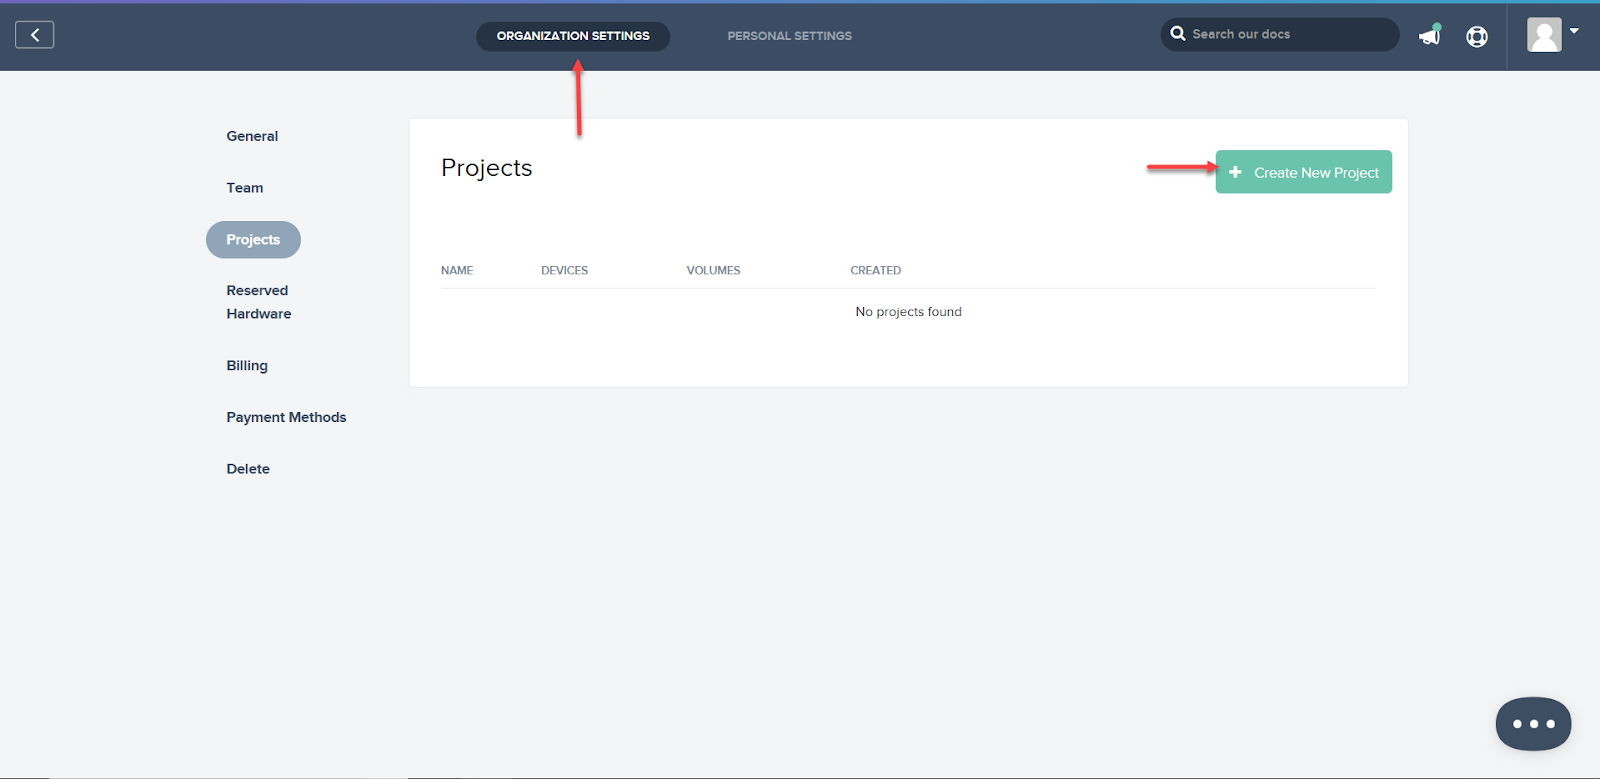 ORGANIZATION SETTINGS
PERSONAL SETTINGS
Search our docs
General
Team
Projects
Reserved
Hardware
Billing
Payment Methods
Delete
Projects
Create New Project
NAME DEVICES VOLUMES CREATED
No projects found